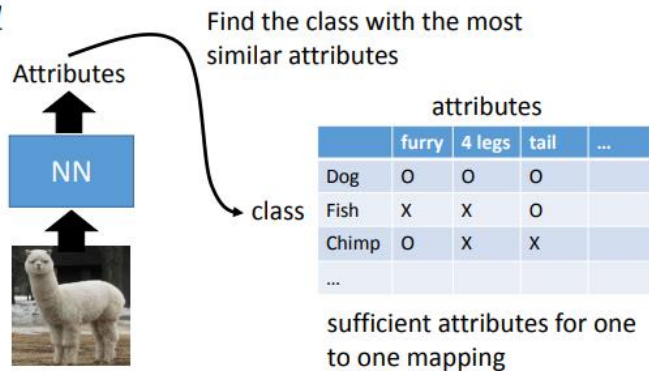 Find the class with the most
similar attributes
Attributes
NN
class
attributes
furry 4 legs tail ...
Dog O O O
Fish X X O
Chimp O X X
...
sufficient attributes for one
to one mapping